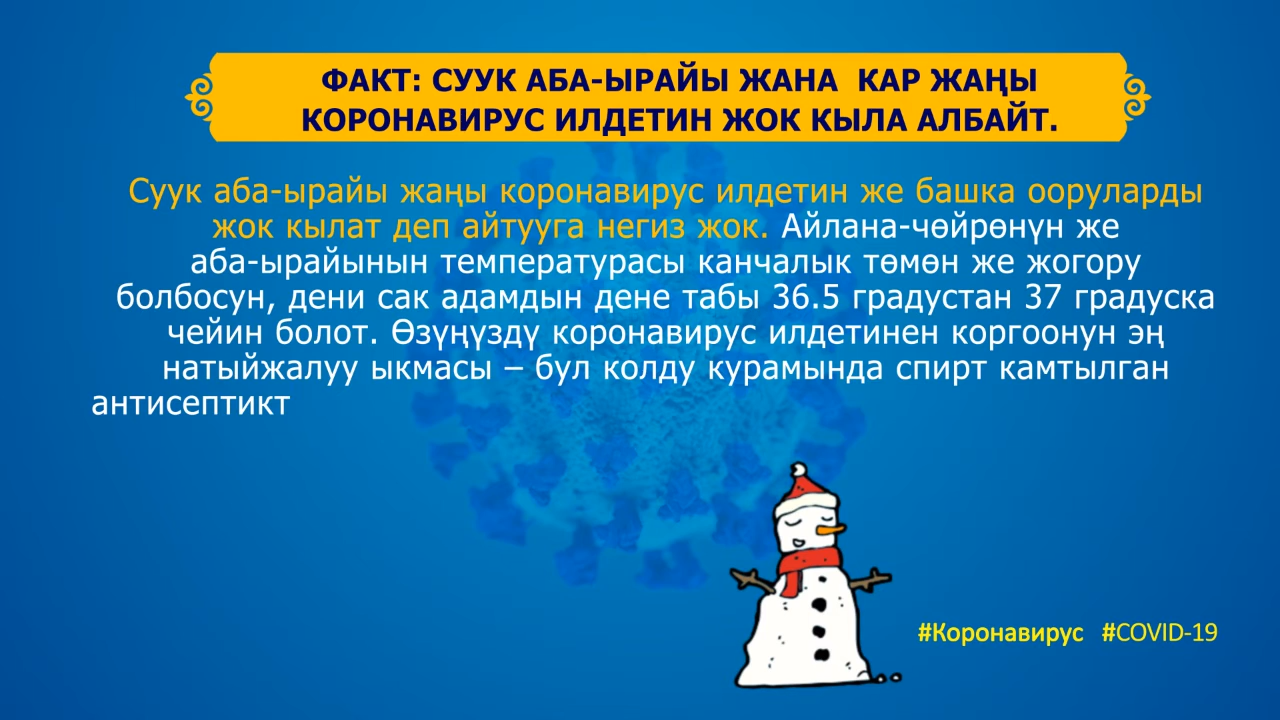 ФАКТ: СУУК АБА-ЫРАЙЫ ЖАНА КАР ЖАҢЫ
КОРОНАВИРУС ИЛДЕТИН ЖОК КЫЛА АЛБАЙТ.
Суук аба-ырайы жаңы коронавирус илдетин же башка ооруларды
жок кылат деп айтууга негиз жок. Айлана-чөйрөнүн же
аба-ырайынын температурасы канчалык төмөн же жогору
болбосун, дени сак адамдын дене табы 36.5 градустан 37 градуска
чейин болот. Өзүңүздү коронавирус илдетинен коргоонун эң
натыйжалуу ыкмасы – бул колду курамында спирт камтылган
антисептикт
#Коронавирус #COVID-19